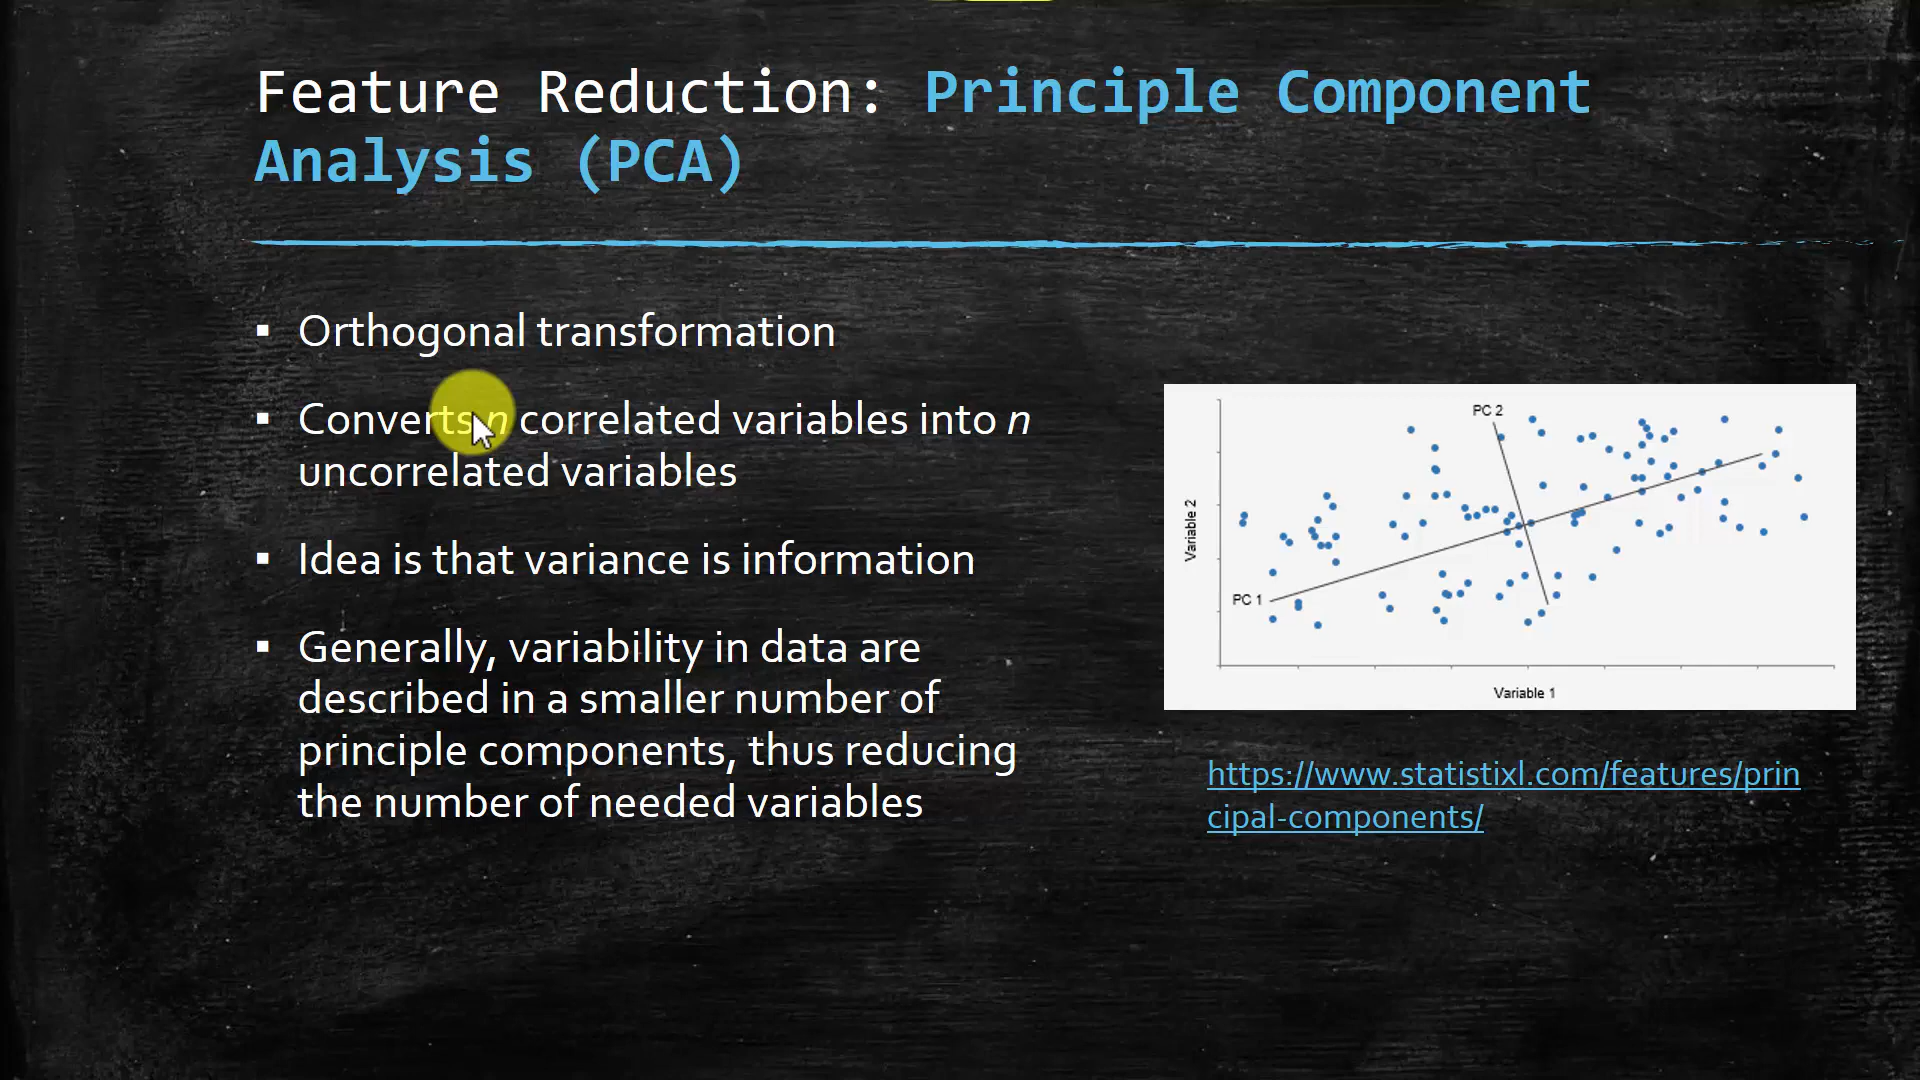 Feature Reduction: Principle Component
Analysis (PCA)
▪ Orthogonal transformation
▪ Converts n correlated variables into n
uncorrelated variables
▪ Idea is that variance is information
▪ Generally, variability in data are
described in a smaller number of
principle components, thus reducing
the number of needed variables
PC 2
Variable 2
PC 1
Variable 1
https://www.statistixl.com/features/prin
cipal-components/